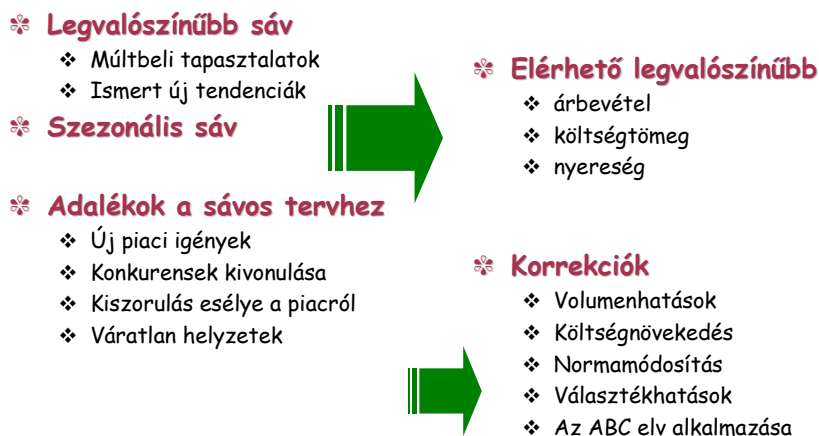 Legvalószínűbb sáv
Múltbeli tapasztalatok
Ismert új tendenciák
Szezonális sáv
Adalékok a sávos tervhez
Új piaci igények
Konkurensek kivonulása
Kiszorulás esélye a piacról
Váratlan helyzetek
Elérhető legvalószínűbb
árbevétel
költségtömeg
nyereség
Korrekciók
Volumenhatások
Költségnövekedés
Normamódosítás
Választékhatások
Az ABC elv alkalmazása